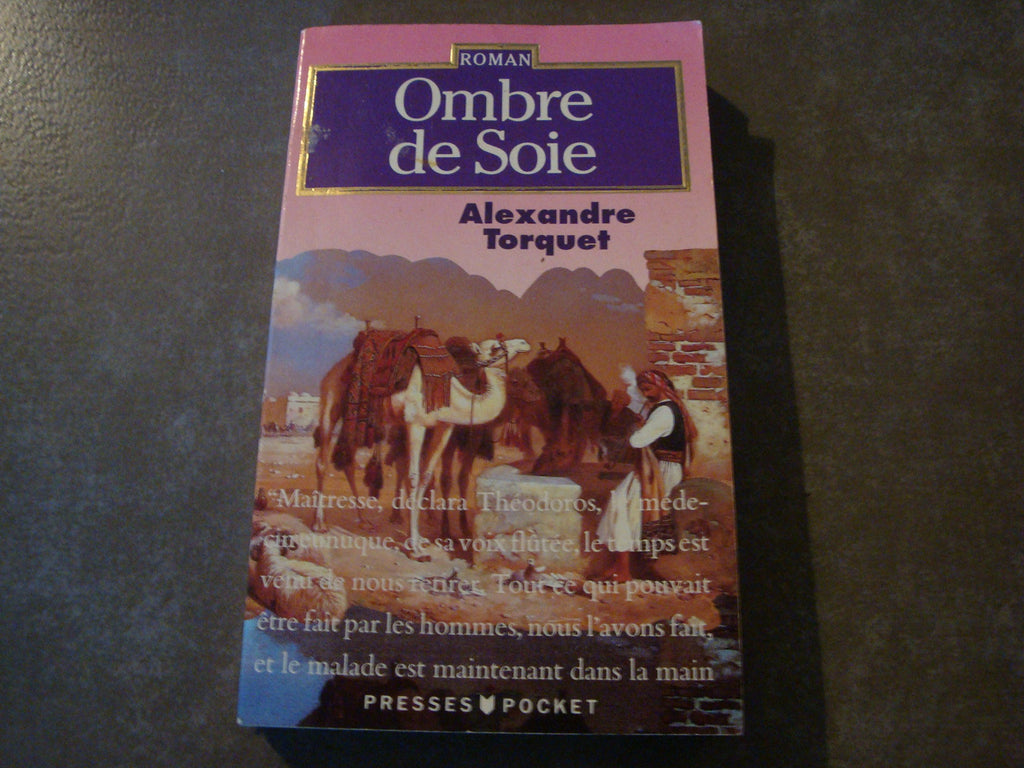 ROMAN
Ombre
de Soie
Alexandre
Torquet
“Maîtresse, déclara Théodoros, le méde-
cin eunuque, de sa voix flûtée, le temps est
venu de nous retirer. Tout ce qui pouvait
être fait par les hommes, nous l'avons fait,
et le malade est maintenant dans la main
PRESSES POCKET